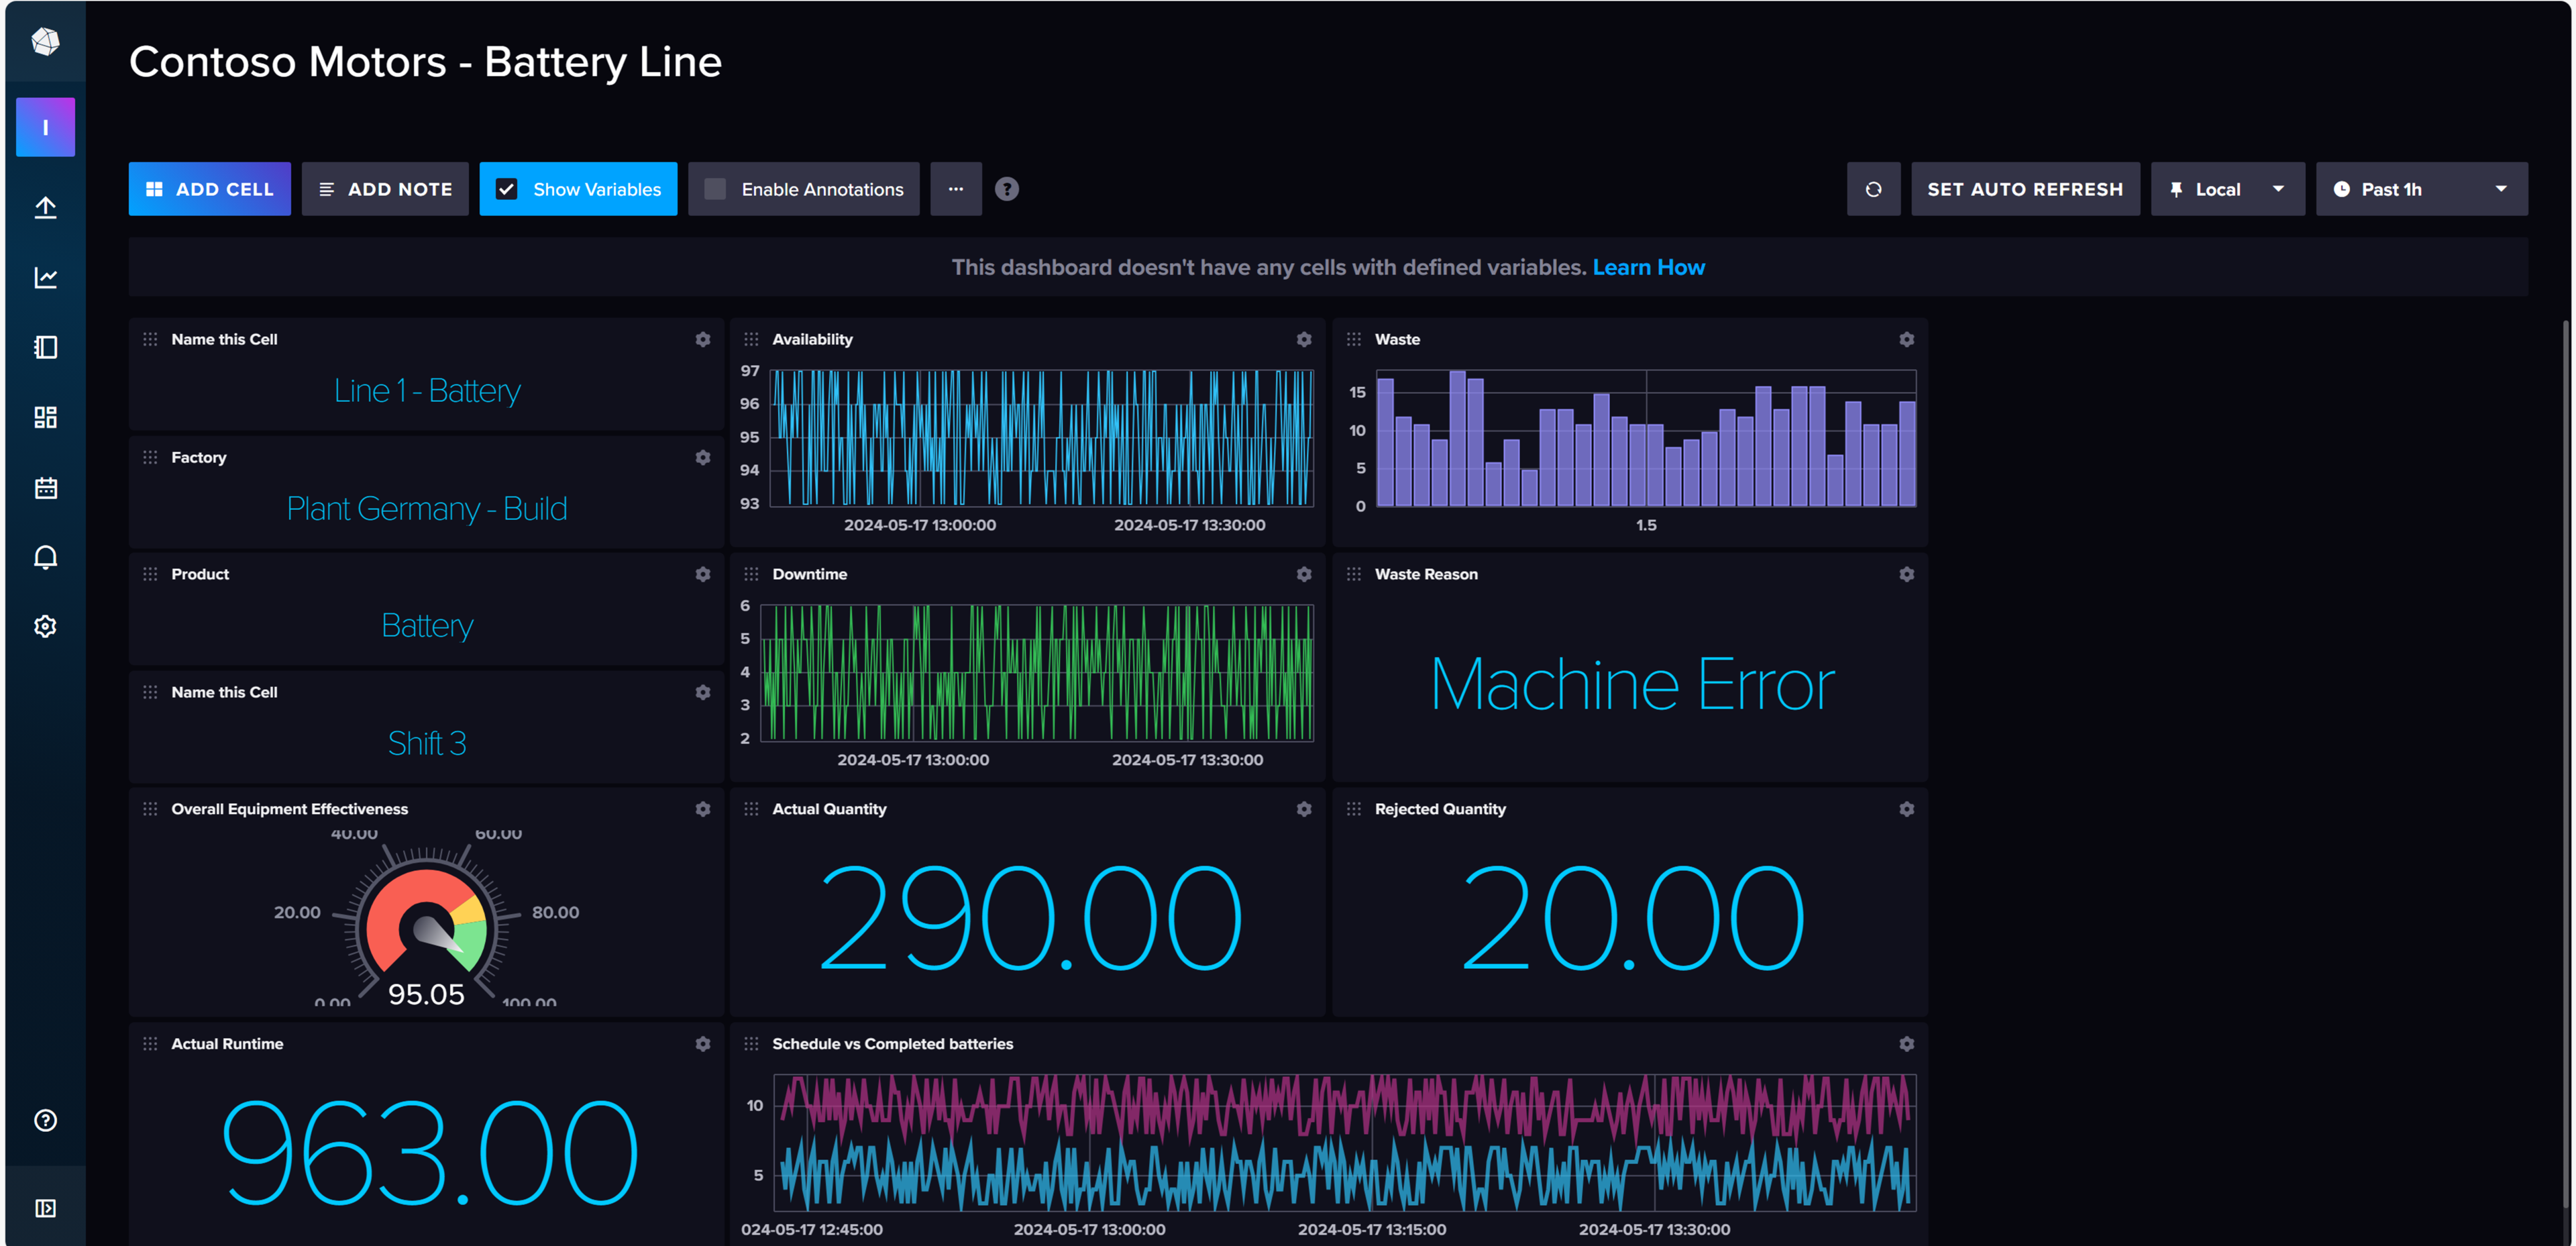 Contoso Motors - Battery Line
I
ADD CELL
ADD NOTE
Show Variables
Enable Annotations
...
?
SET AUTO REFRESH
Local
Past 1h
This dashboard doesn't have any cells with defined variables. Learn How
Name this Cell
Line 1 - Battery
Factory
Plant Germany - Build
Product
Battery
Name this Cell
Shift 3
Availability
97
96
95
94
93
2024-05-17 13:00:00
2024-05-17 13:30:00
Waste
15
10
5
0
1.5
Downtime
6
5
4
3
2
2024-05-17 13:00:00
2024-05-17 13:30:00
Waste Reason
Machine Error
Overall Equipment Effectiveness
40.00
60.00
20.00
80.00
0.00
95.05
100.00
Actual Quantity
290.00
Rejected Quantity
20.00
Actual Runtime
963.00
Schedule vs Completed batteries
10
5
024-05-17 12:45:00
2024-05-17 13:00:00
2024-05-17 13:15:00
2024-05-17 13:30:00
?